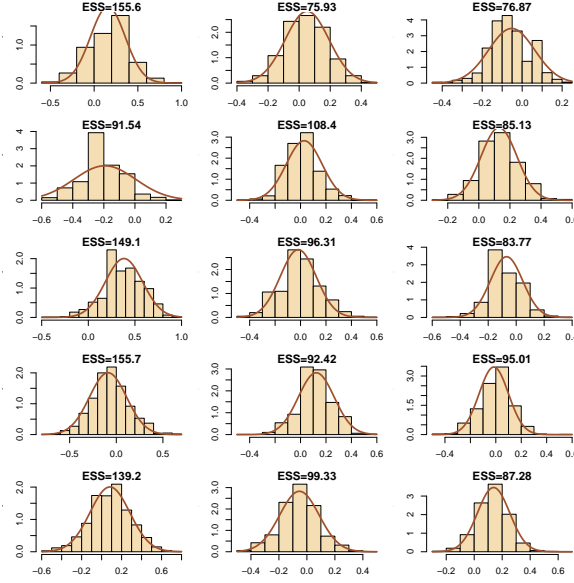 ESS=155.6 ESS=75.93 ESS=76.87
0.0 1.0
0.0 1.0 2.0
0 1 2 3 4
−0.5 0.0 0.5 1.0
−0.4 −0.2 0.0 0.2 0.4
−0.4 −0.2 0.0 0.2
ESS=91.54 ESS=108.4 ESS=85.13
0 1 2 3 4
0.0 1.0 2.0 3.0
0.0 1.0 2.0 3.0
−0.6 −0.4 −0.2 0.0 0.2
−0.4 −0.2 0.0 0.2 0.4 0.6
−0.2 0.0 0.2 0.4 0.6
ESS=149.1 ESS=96.31 ESS=83.77
0.0 1.0 2.0
0.0 1.0 2.0
0 1 2 3 4
−0.5 0.0 0.5 1.0
−0.4 −0.2 0.0 0.2 0.4 0.6
−0.6 −0.4 −0.2 0.0 0.2 0.4
ESS=155.7 ESS=92.42 ESS=95.01
0.0 1.0 2.0
0.0 1.0 2.0 3.0
0.0 1.5 3.0
−0.5 0.0 0.5
−0.4 −0.2 0.0 0.2 0.4 0.6
−0.4 −0.2 0.0 0.2 0.4 0.6
ESS=139.2 ESS=99.33 ESS=87.28
0.0 1.0 2.0
0.0 1.0 2.0 3.0
0 1 2 3
−0.6 −0.2 0.2 0.6
−0.4 −0.2 0.0 0.2 0.4
−0.2 0.0 0.2 0.4 0.6